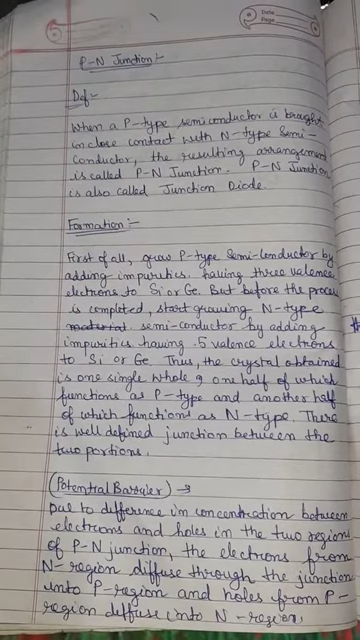 Date
Page
P-N Junction:-
Def:-
When a P-type semiconductor is brought
in close contact with N-type Semi-
Conductor, the resulting arrangement
is called P-N Junction. P-N Junction
is also called Junction Diode.
Formation:-
First of all, grow P-type Semi-Conductor by
adding impurities having three valence
electrons to Si or Ge. But before the process
is completed, start growing N-type
material semi-conductor by adding
impurities having 5 valence electrons
to Si or Ge. Thus, the crystal obtained
is one single whole, one half of which
functions as P-type and another half
of which functions as N-type. There
is well defined junction between the
two portions.
(Potential Barrier) →
Due to difference in concentration between
electrons and holes in the two regions
of P-N junction, the electrons from
N-region diffuse through the junction
into P-region and holes from P-
region diffuse into N-region.